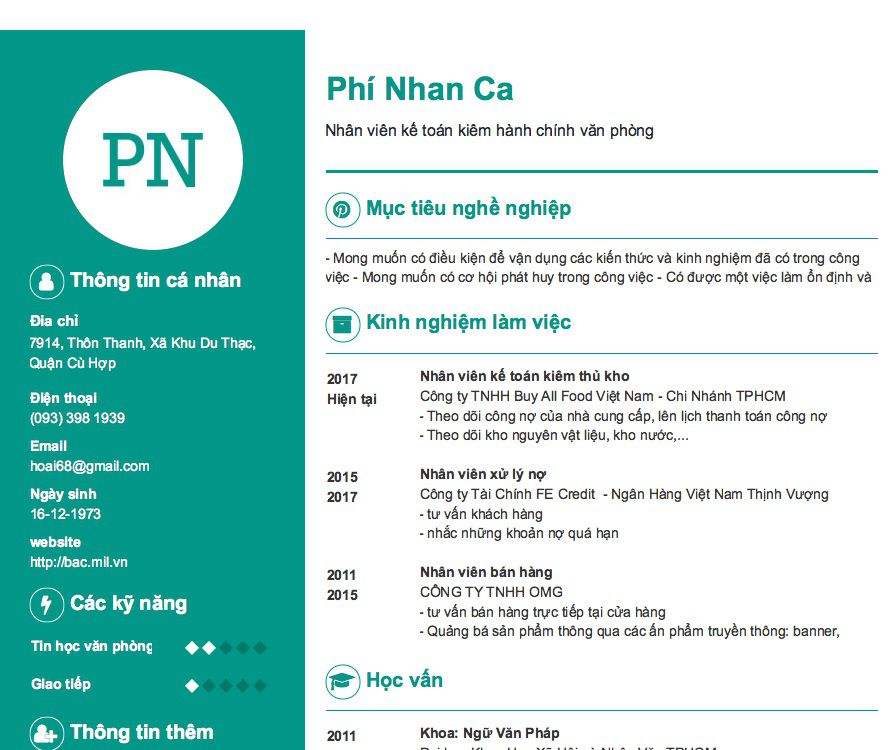 PN
Thông tin cá nhân
Địa chỉ
7914, Thôn Thanh, Xã Khu Du Thạc,
Quận Cù Hợp
Điện thoại
(093) 398 1939
Email
hoai68@gmail.com
Ngày sinh
16-12-1973
website
http://bac.mil.vn
Các kỹ năng
Tin học văn phòng
Giao tiếp
Thông tin thêm
Phí Nhan Ca
Nhân viên kế toán kiêm hành chính văn phòng
Mục tiêu nghề nghiệp
- Mong muốn có điều kiện để vận dụng các kiến thức và kinh nghiệm đã có trong công
việc - Mong muốn có cơ hội phát huy trong công việc - Có được một việc làm ổn định và
Kinh nghiệm làm việc
2017
Hiện tại
Nhân viên kế toán kiêm thủ kho
Công ty TNHH Buy All Food Việt Nam - Chi Nhánh TPHCM
- Theo dõi công nợ của nhà cung cấp, lên lịch thanh toán công nợ
- Theo dõi kho nguyên vật liệu, kho nước,...
2015
2017
Nhân viên xử lý nợ
Công ty Tài Chính FE Credit - Ngân Hàng Việt Nam Thịnh Vượng
- tư vấn khách hàng
- nhắc những khoản nợ quá hạn
2011
2015
Nhân viên bán hàng
CÔNG TY TNHH OMG
- tư vấn bán hàng trực tiếp tại cửa hàng
- Quảng bá sản phẩm thông qua các ấn phẩm truyền thông: banner,
Học vấn
2011
Khoa: Ngữ Văn Pháp